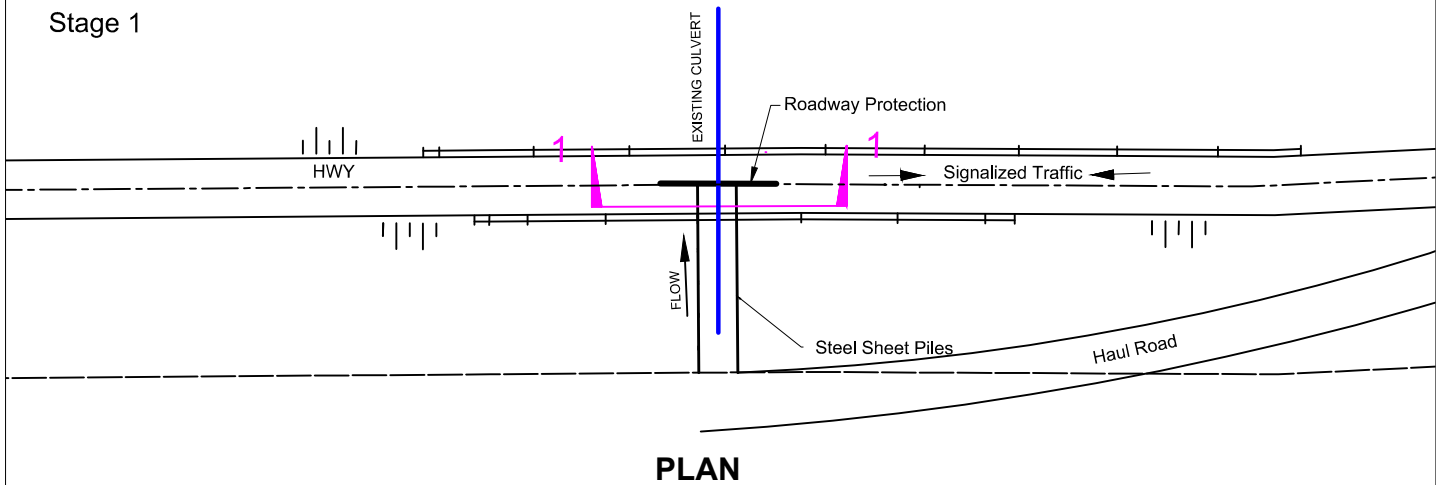 Stage 1
EXISTING CULVERT
Roadway Protection
1
1
HWY
Signalized Traffic
FLOW
Steel Sheet Piles
Haul Road
PLAN